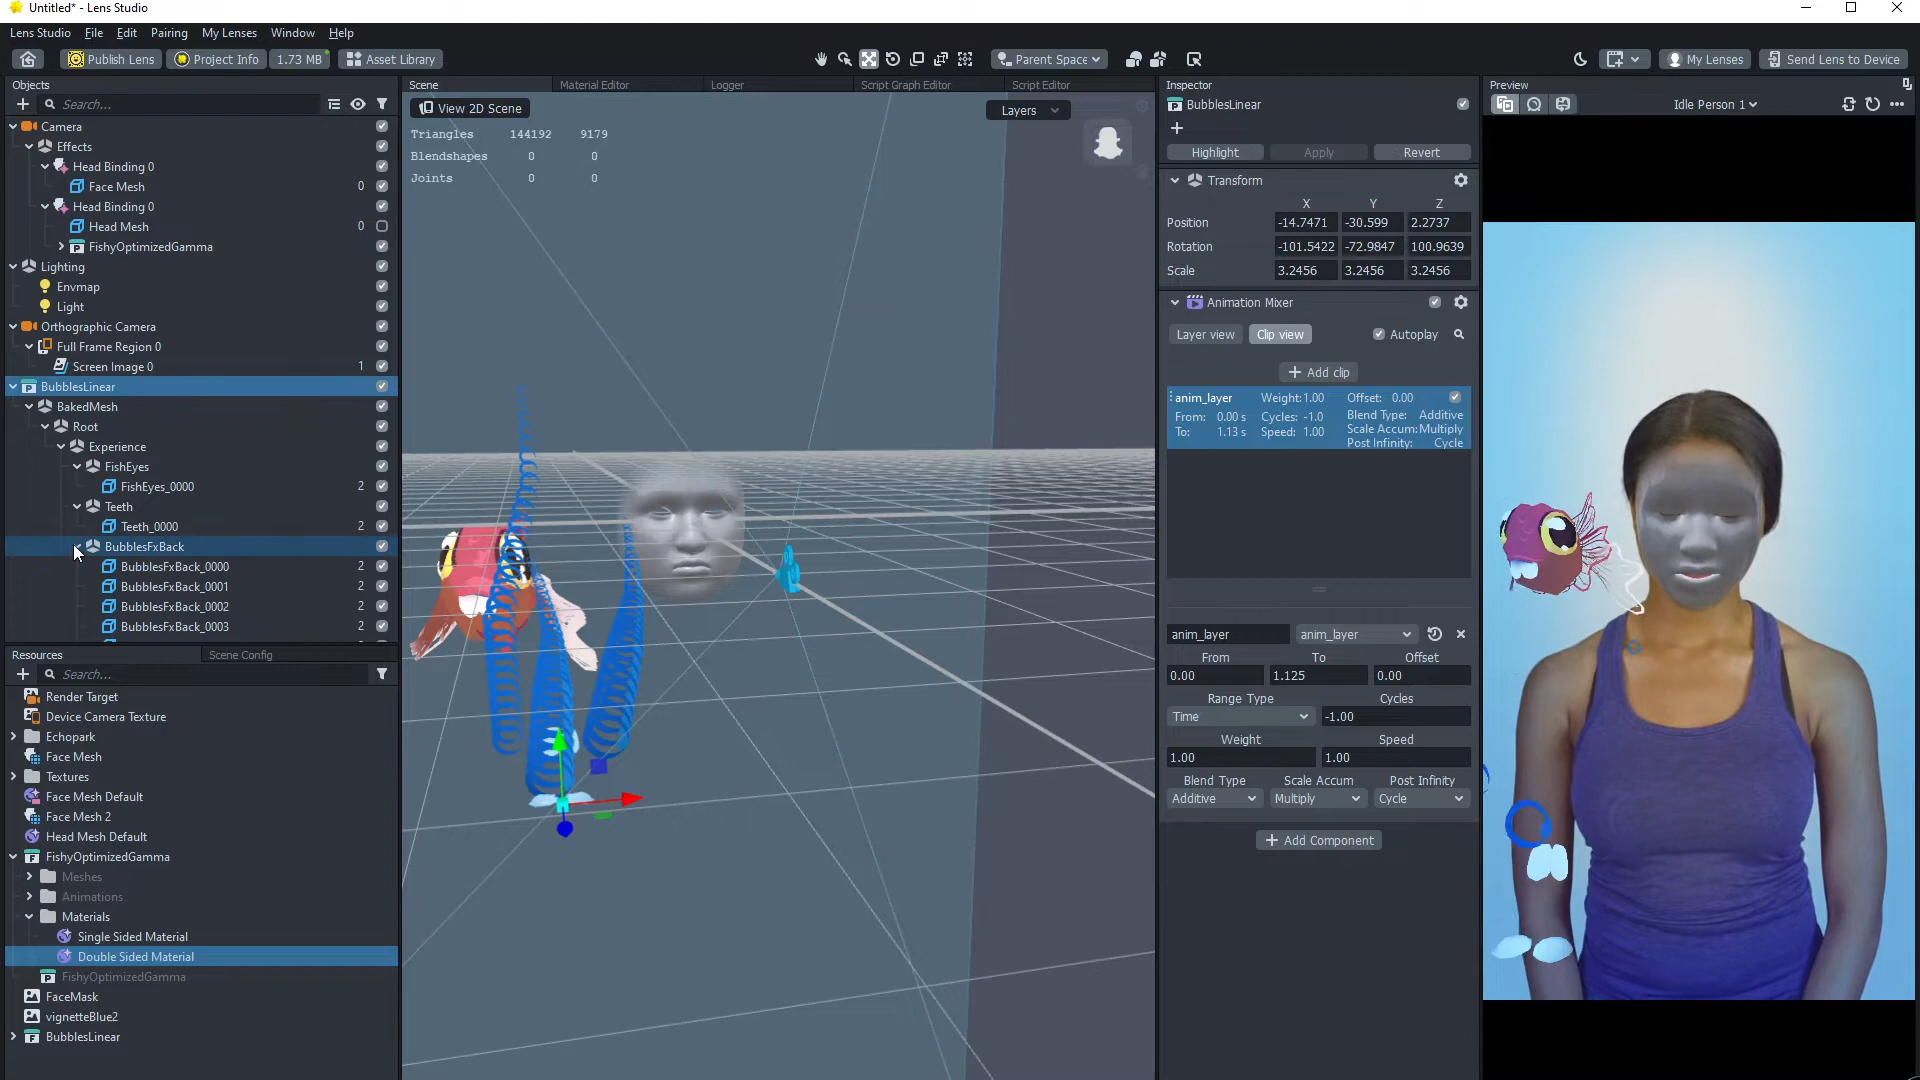 Untitled* - Lens Studio
Lens Studio File Edit Pairing My Lenses Window Help
Publish Lens Project Info 1.73 MB Asset Library Parent Space My Lenses Send Lens to Device
Objects
Search...
Camera
Effects
Head Binding 0
Face Mesh 0
Head Binding 0
Head Mesh 0
FishyOptimizedGamma
Lighting
Envmap
Light
Orthographic Camera
Full Frame Region 0
Screen Image 0 1
BubblesLinear
BakedMesh
Root
Experience
FishEyes
FishEyes_0000 2
Teeth
Teeth_0000 2
BubblesFxBack
BubblesFxBack_0000 2
BubblesFxBack_0001 2
BubblesFxBack_0002 2
BubblesFxBack_0003 2
Resources Scene Config
Search...
Render Target
Device Camera Texture
Echopark
Face Mesh
Textures
Face Mesh Default
Face Mesh 2
Head Mesh Default
FishyOptimizedGamma
Meshes
Animations
Materials
Single Sided Material
Double Sided Material
FishyOptimizedGamma
FaceMask
vignetteBlue2
BubblesLinear
Scene Material Editor Logger Script Graph Editor Script Editor
View 2D Scene Layers
Triangles 144192 9179
Blendshapes 0 0
Joints 0 0
Inspector
BubblesLinear
Highlight Apply Revert
Transform
X Y Z
Position -14.7471 -30.599 2.2737
Rotation -101.5422 -72.9847 100.9639
Scale 3.2456 3.2456 3.2456
Animation Mixer
Layer view Clip view Autoplay
Add clip
anim_layer Weight:1.00 Offset: 0.00
From: 0.00 s Cycles: -1.0 Blend Type: Additive
To: 1.13 s Speed: 1.00 Scale Accum:Multiply
Post Infinity: Cycle
anim_layer anim_layer
From To Offset
0.00 1.125 0.00
Range Type Cycles
Time -1.00
Weight Speed
1.00 1.00
Blend Type Scale Accum Post Infinity
Additive Multiply Cycle
Add Component
Preview
Idle Person 1